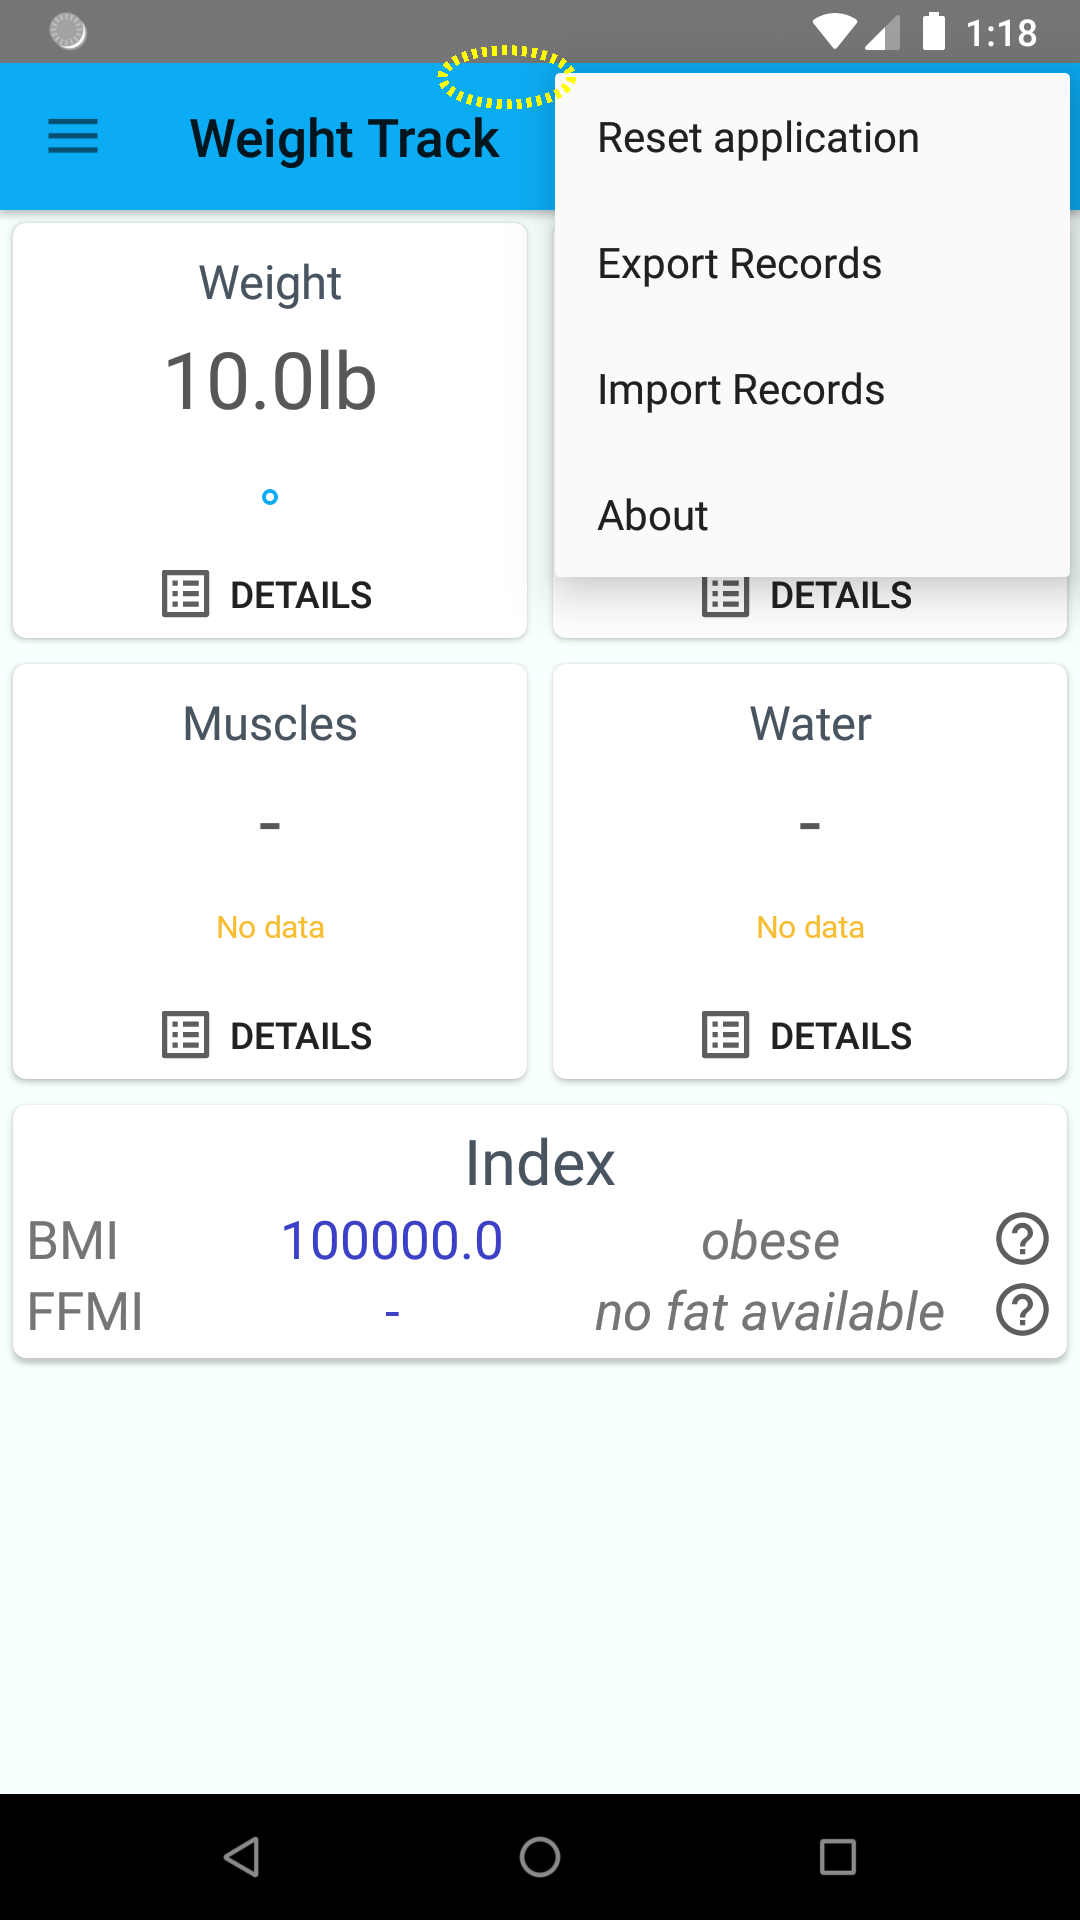 1:18
Weight Track
Reset application
Export Records
Import Records
About
Weight
10.0lb
DETAILS
DETAILS
Muscles
-
No data
DETAILS
Water
-
No data
DETAILS
Index
BMI 100000.0 obese
FFMI - no fat available